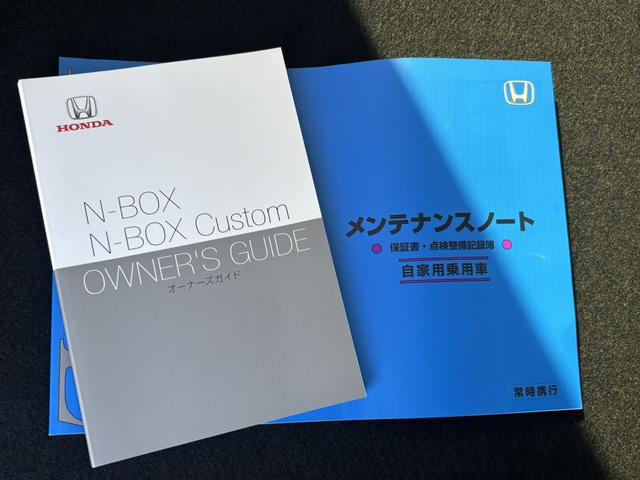 HONDA
N-BOX
N-BOX Custom
OWNER'S GUIDE
オーナーズガイド
メンテナンスノート
保証書・点検整備記録簿
自家用乗用車
常時携行